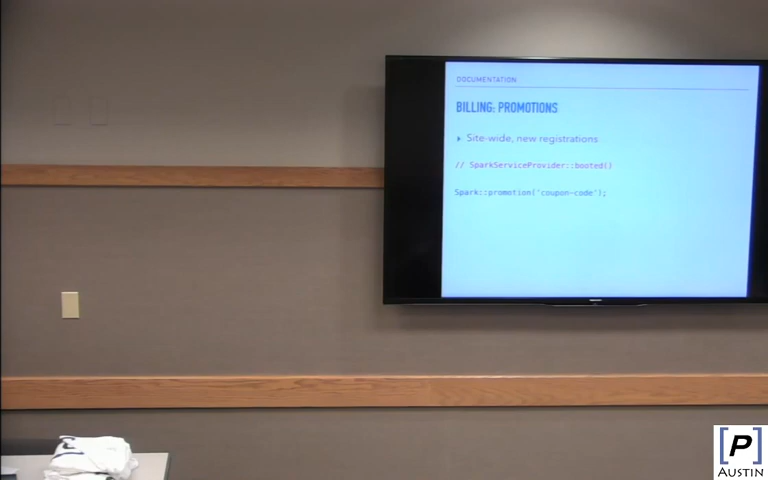 DOCUMENTATION
BILLING: PROMOTIONS
Site-wide, new registrations
// SparkServiceProvider::booted()
Spark::promotion('coupon-code');
[P]
AUSTIN